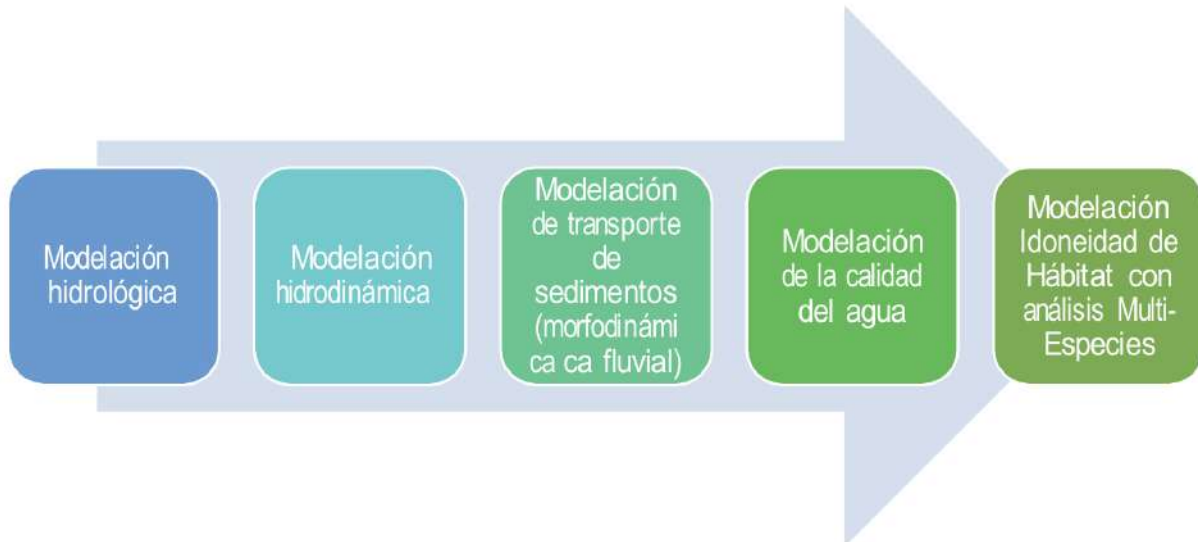 Modelación
hidrológica
Modelación
hidrodinámica
Modelación
de transporte
de
sedimentos
(morfodinámi
ca ca fluvial)
Modelación
de la calidad
del agua
Modelación
Idoneidad de
Hábitat con
análisis Multi-
Especies